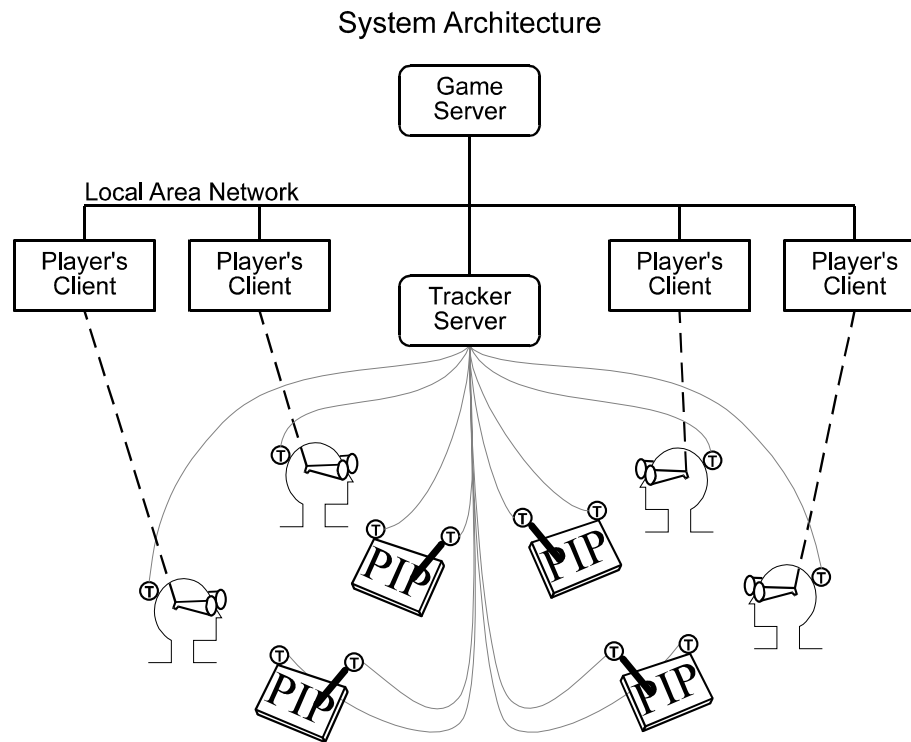 System Architecture
Game
Server
Local Area Network
Player's
Client
Player's
Client
Tracker
Server
Player's
Client
Player's
Client
T
T
T
T
T
T
T
PIP
PIP
T
T
T
T
T
PIP
PIP